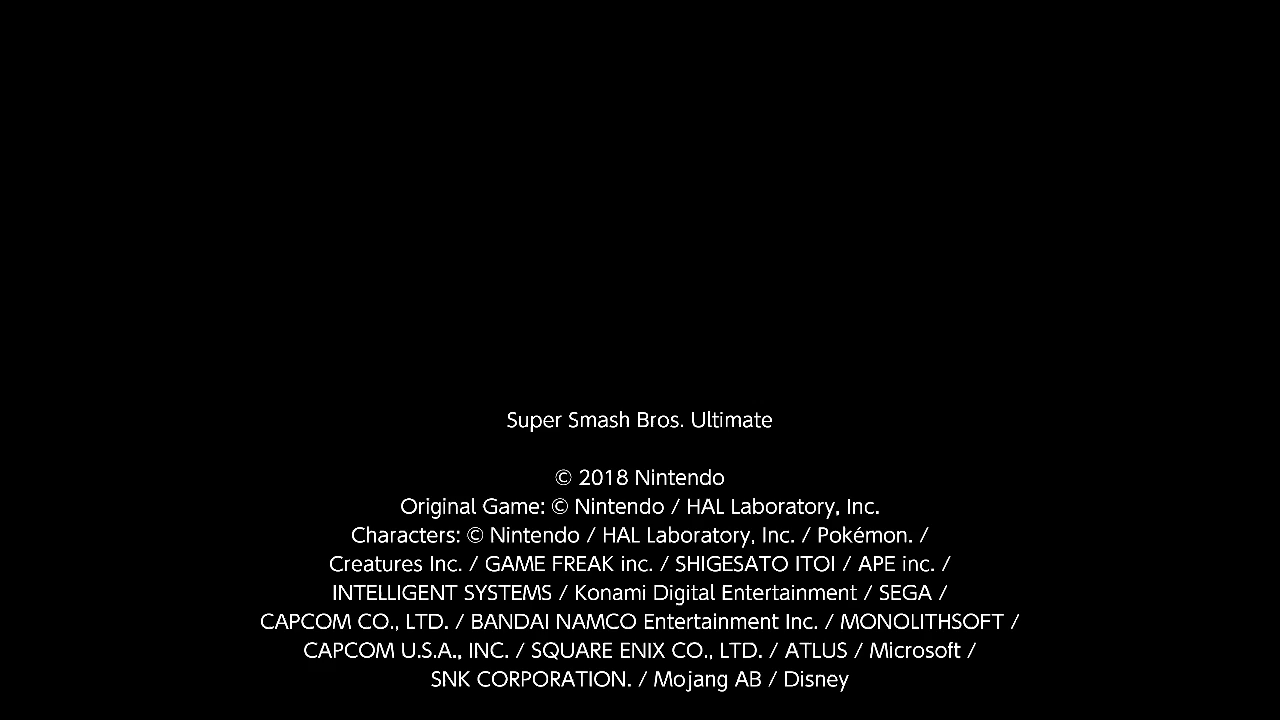 Super Smash Bros. Ultimate
© 2018 Nintendo
Original Game: © Nintendo / HAL Laboratory, Inc.
Characters: © Nintendo / HAL Laboratory, Inc. / Pokémon. /
Creatures Inc. / GAME FREAK inc. / SHIGESATO ITOI / APE inc. /
INTELLIGENT SYSTEMS / Konami Digital Entertainment / SEGA /
CAPCOM CO., LTD. / BANDAI NAMCO Entertainment Inc. / MONOLITHSOFT /
CAPCOM U.S.A., INC. / SQUARE ENIX CO., LTD. / ATLUS / Microsoft /
SNK CORPORATION. / Mojang AB / Disney